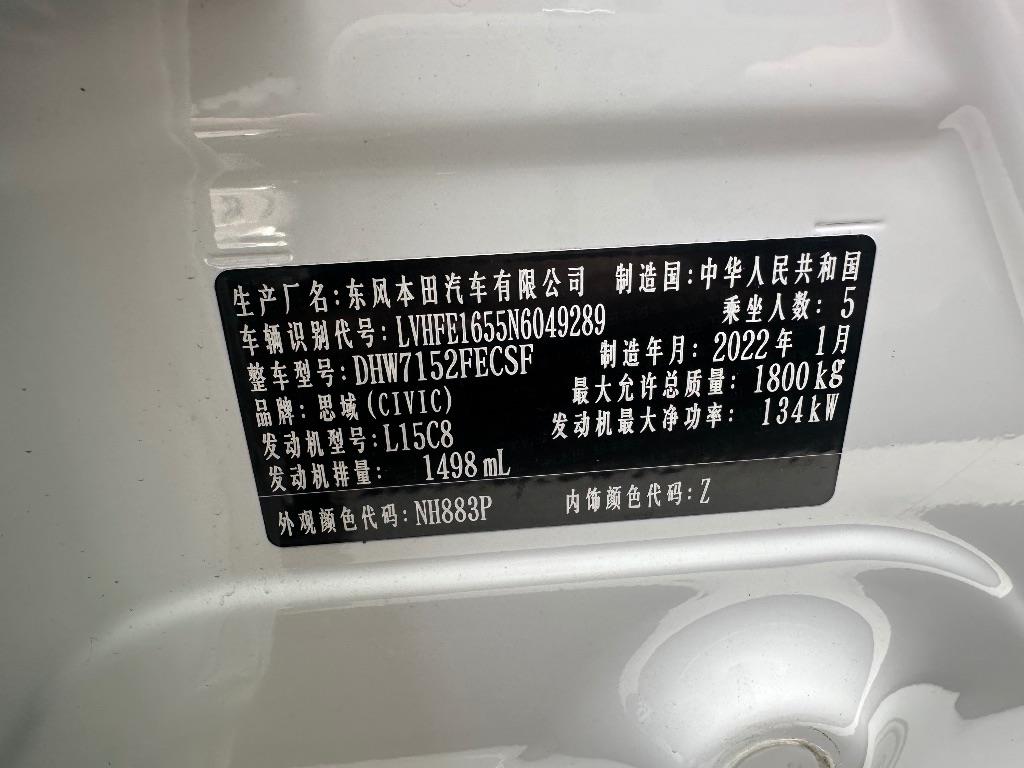 生产厂名:东风本田汽车有限公司 制造国:中华人民共和国
车辆识别代号:LVHFE1655N6049289 乘坐人数: 5
整车型号:DHW7152FECSF 制造年月: 2022年 1月
品牌:思域(CIVIC) 最大允许总质量: 1800kg
发动机型号:L15C8 发动机最大净功率: 134kW
发动机排量: 1498mL
外观颜色代码:NH883P 内饰颜色代码:Z